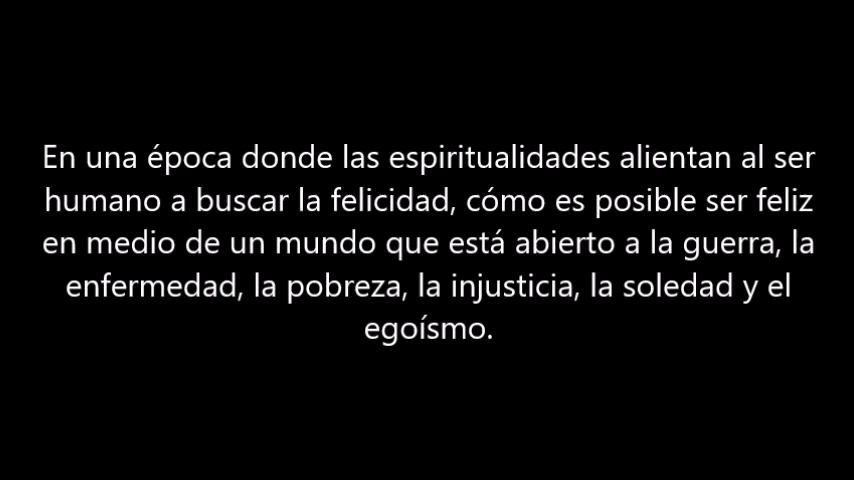 En una época donde las espiritualidades alientan al ser
humano a buscar la felicidad, cómo es posible ser feliz
en medio de un mundo que está abierto a la guerra, la
enfermedad, la pobreza, la injusticia, la soledad y el
egoísmo.